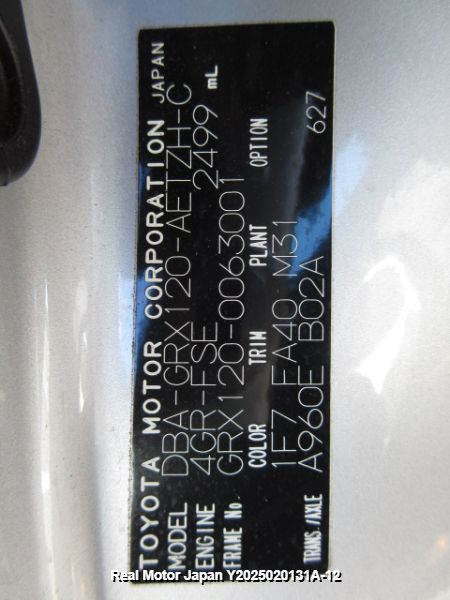 TOYOTA MOTOR CORPORATION JAPAN
MODEL DBA-GRX120-AETZH-C
ENGINE 4GR-FSE 2499 mL
FRAME No GRX120-0063001
COLOR TRIM PLANT OPTION
1F7 FA40 M31
TRANS/AXLE A960E B02A 627
Real Motor Japan Y2025020131A-12